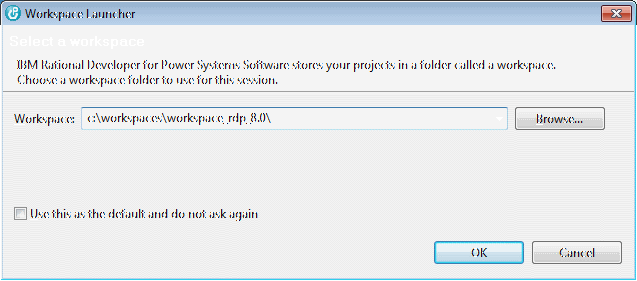 Workspace Launcher
Select a workspace
IBM Rational Developer for Power Systems Software stores your projects in a folder called a workspace.
Choose a workspace folder to use for this session.
Workspace: c:\workspaces\workspace_rdp_8.0\ Browse...
Use this as the default and do not ask again
OK Cancel